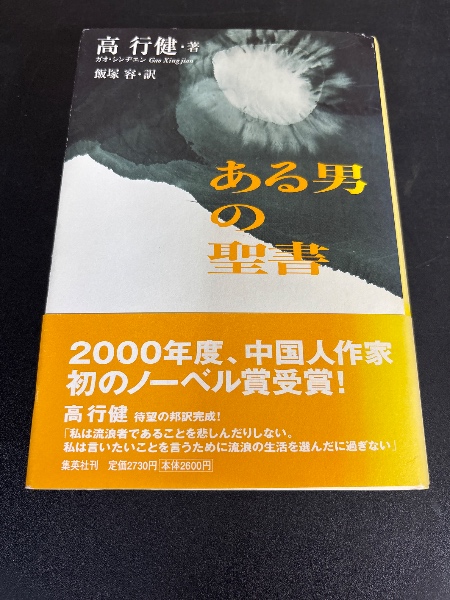 高 行健・著
ガオ・シンヂエン Gao Xingjian
飯塚 容・訳
ある男
の
聖書
2000年度、中国人作家
初のノーベル賞受賞！
高行健 待望の邦訳完成！
「私は流浪者であることを悲しんだりしない。
私は言いたいことを言うために流浪の生活を選んだに過ぎない」
集英社刊 定価2730円 本体2600円